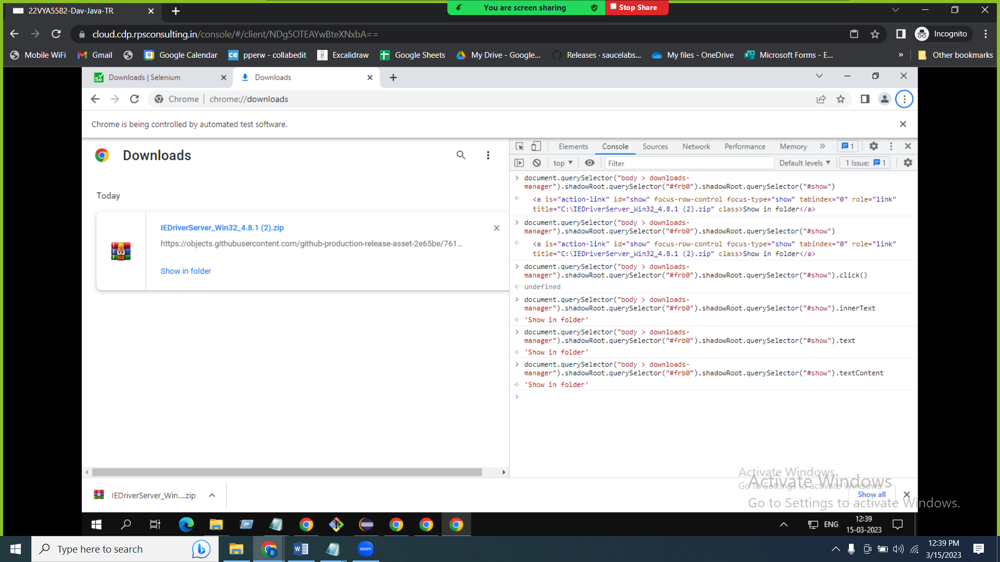 22VYA5582-Dav-Java-TR
You are screen sharing
Stop Share
cloud.cdp.rpsconsulting.in/console/#/client/NDg5OTEAYwBteXNxbA==
Incognito
Mobile WiFi
Gmail
9
Google Calendar
ce
pperw - collabedit
Excalidraw
Google Sheets
My Drive - Google...
Releases · saucelabs...
My files - OneDrive
Microsoft Forms - E...
»
Other bookmarks
Se
Downloads | Selenium
Downloads
Chrome
chrome://downloads
Chrome is being controlled by automated test software.
Downloads
Today
IEDriverServer_Win32_4.8.1 (2).zip
https://objects.githubusercontent.com/github-production-release-asset-2e65be/761...
Show in folder
Elements
Console
Sources
Network
Performance
Memory
»
1
top
Filter
Default levels
1 Issue:
1
document.querySelector("body > downloads-
manager").shadowRoot.querySelector("#frb0").shadowRoot.querySelector("#show")
<a is="action-link" id="show" focus-row-control focus-type="show" tabindex="0" role="link"
title="C:\IEDriverServer_Win32_4.8.1 (2).zip" class>Show in folder</a>
document.querySelector("body > downloads-
manager").shadowRoot.querySelector("#frb0").shadowRoot.querySelector("#show")
<a is="action-link" id="show" focus-row-control focus-type="show" tabindex="0" role="link"
title="C:\IEDriverServer_Win32_4.8.1 (2).zip" class>Show in folder</a>
document.querySelector("body > downloads-
manager").shadowRoot.querySelector("#frb0").shadowRoot.querySelector("#show").click()
undefined
document.querySelector("body > downloads-
manager").shadowRoot.querySelector("#frb0").shadowRoot.querySelector("#show").innerText
'Show in folder'
document.querySelector("body > downloads-
manager").shadowRoot.querySelector("#frb0").shadowRoot.querySelector("#show").text
'Show in folder'
document.querySelector("body > downloads-
manager").shadowRoot.querySelector("#frb0").shadowRoot.querySelector("#show").textContent
'Show in folder'
Activate Windows
Go to Settings to activate Windows.
Activate Windows
Go to Settings to activate Windows.
IEDriverServer_Win....zip
Show all
ENG
12:39
15-03-2023
Type here to search
B
W
zoom
12:39 PM
3/15/2023